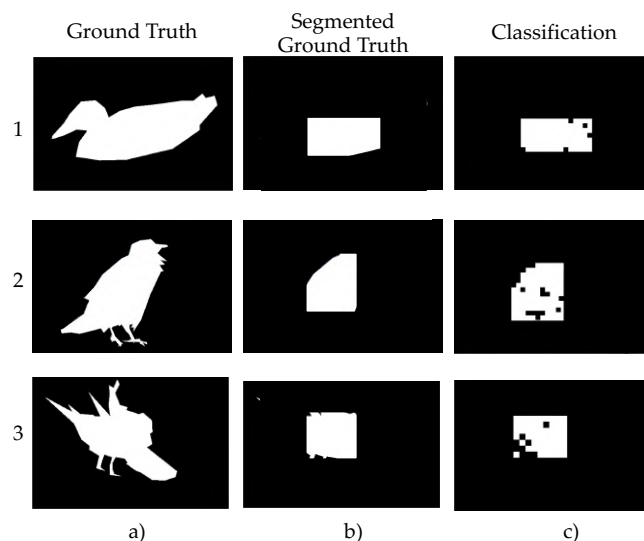 Ground Truth
Segmented
Ground Truth
Classification
1
2
3
a)
b)
c)